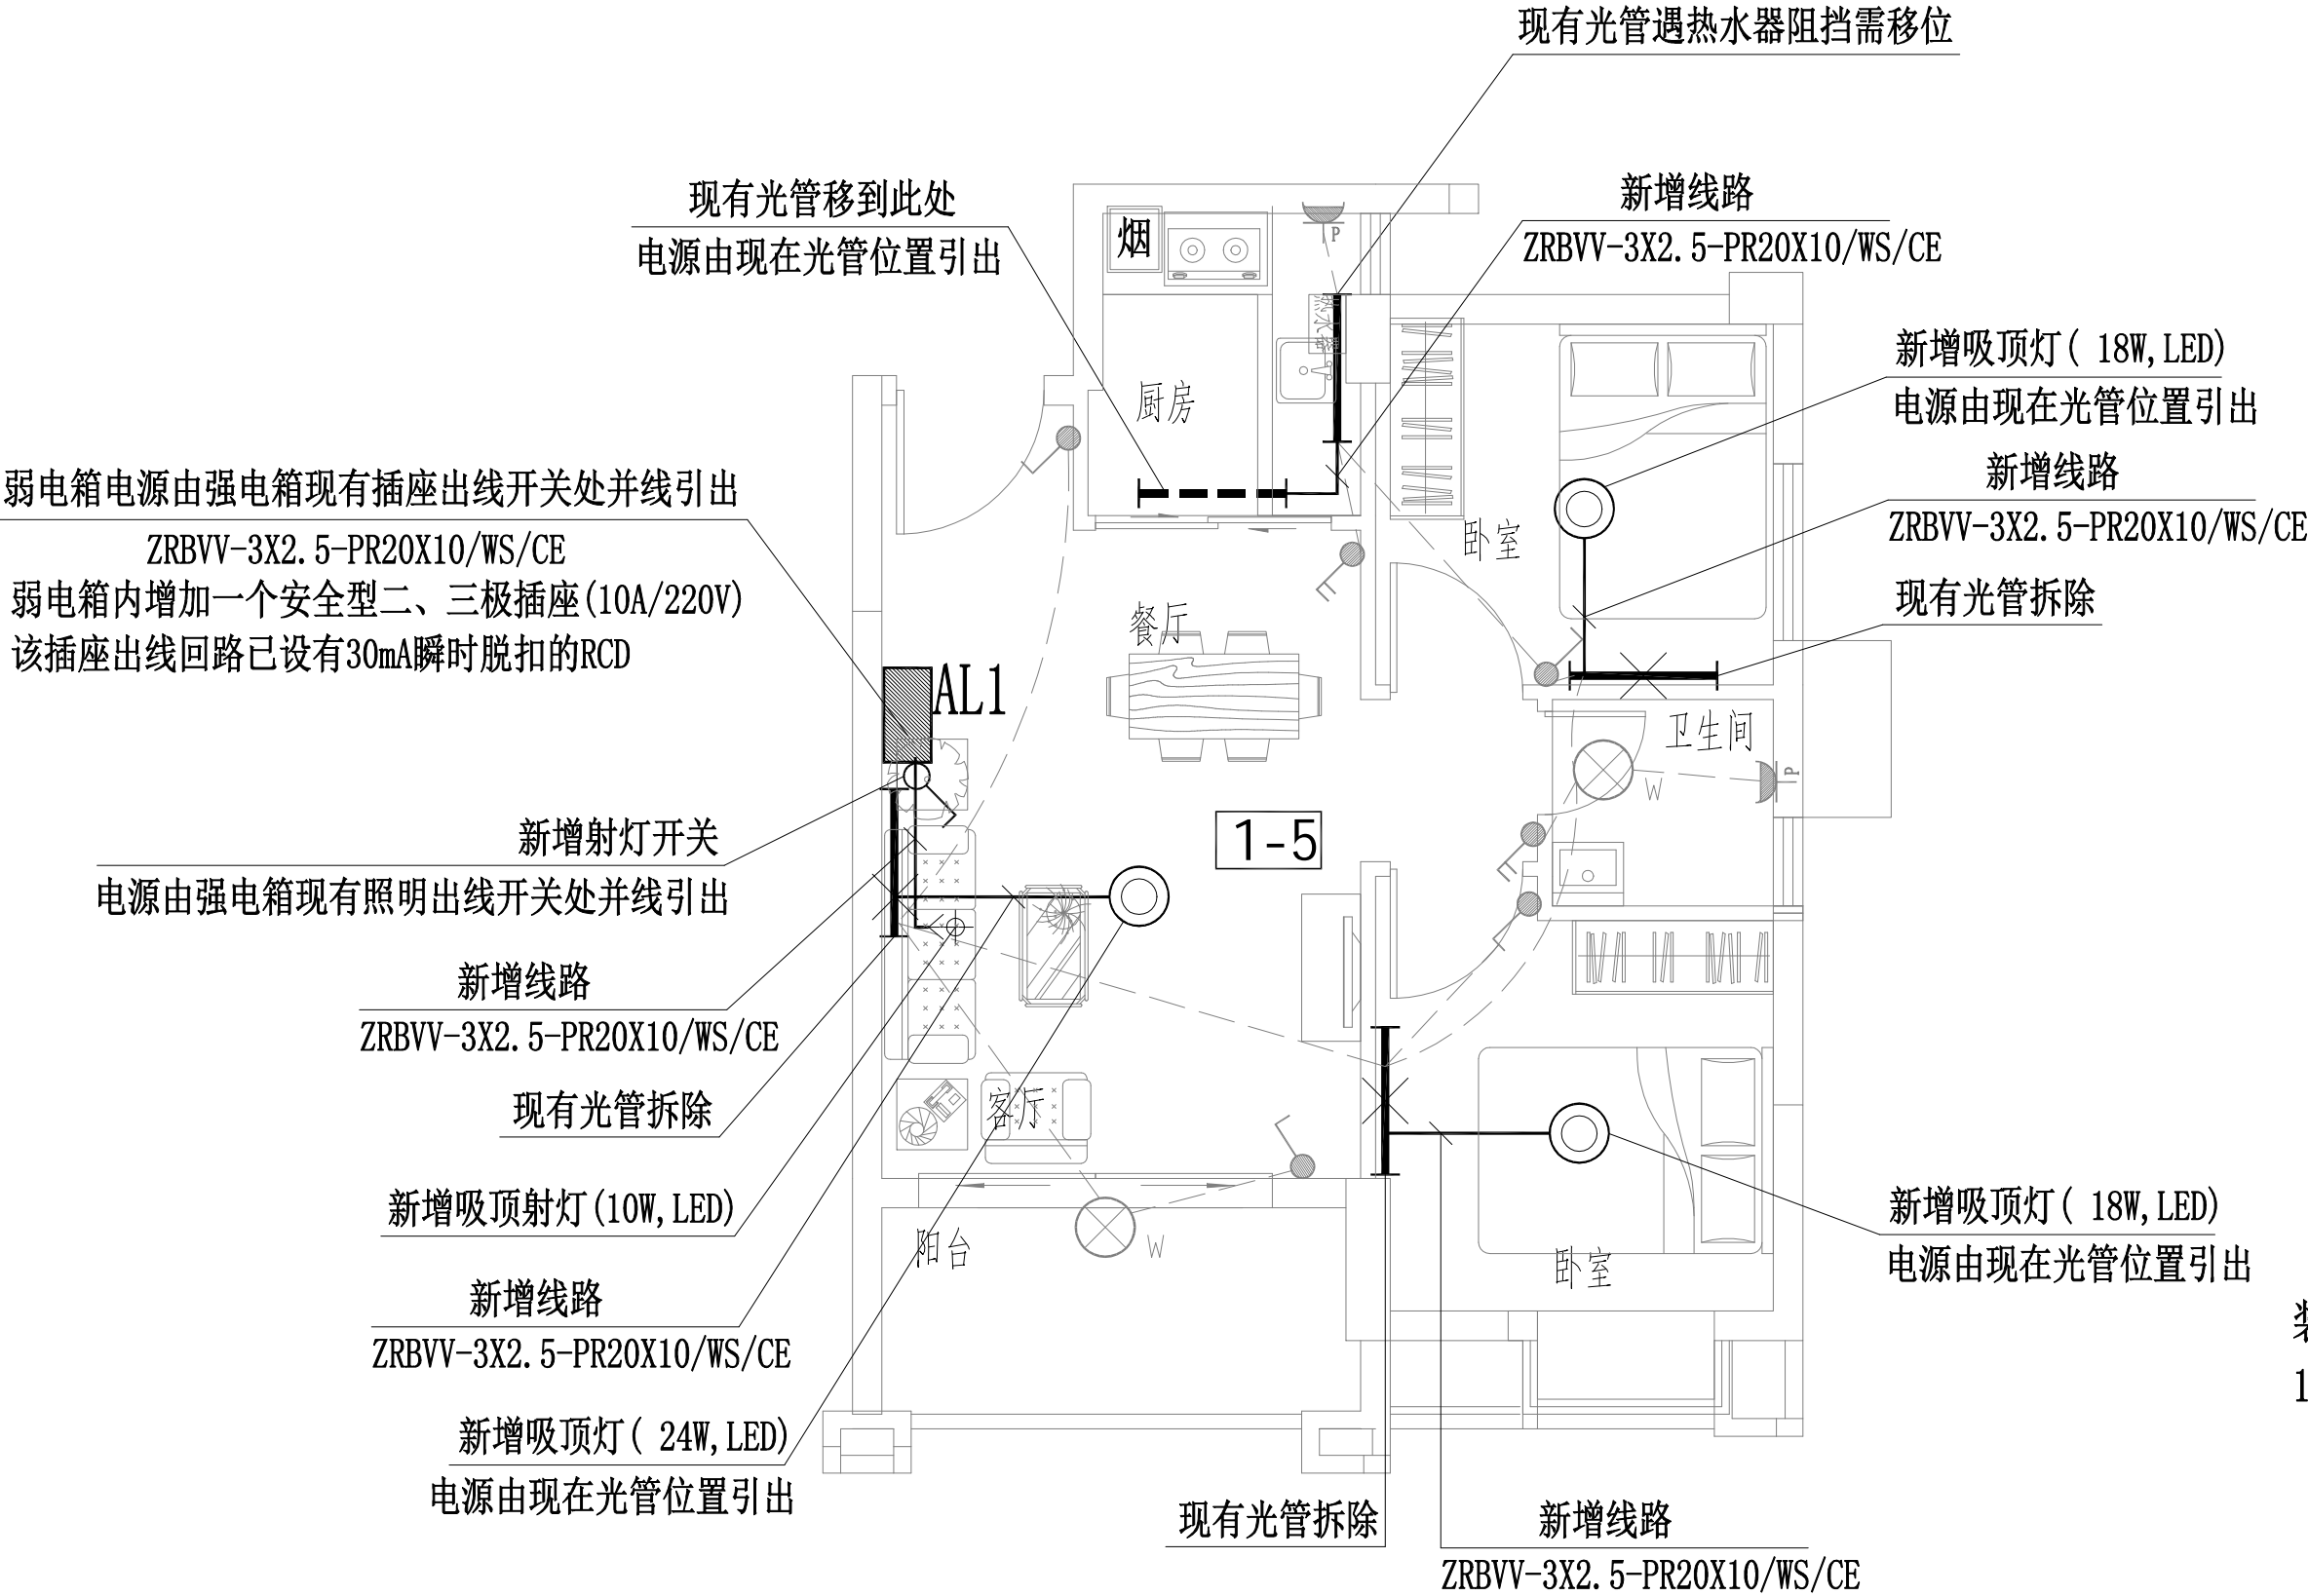 现有光管遇热水器阻挡需移位
现有光管移到此处
电源由现在光管位置引出
新增线路
ZRBVV-3X2.5-PR20X10/WS/CE
烟
P
热水器
厨房
新增吸顶灯( 18W,LED)
电源由现在光管位置引出
新增线路
ZRBVV-3X2.5-PR20X10/WS/CE
现有光管拆除
弱电箱电源由强电箱现有插座出线开关处并线引出
ZRBVV-3X2.5-PR20X10/WS/CE
弱电箱内增加一个安全型二、三极插座(10A/220V)
该插座出线回路已设有30mA瞬时脱扣的RCD
卧室
餐厅
AL1
卫生间
W
P
1-5
新增射灯开关
电源由强电箱现有照明出线开关处并线引出
新增线路
ZRBVV-3X2.5-PR20X10/WS/CE
现有光管拆除
客厅
新增吸顶射灯(10W,LED)
阳台
W
卧室
新增吸顶灯( 18W,LED)
电源由现在光管位置引出
新增线路
ZRBVV-3X2.5-PR20X10/WS/CE
新增吸顶灯( 24W,LED)
电源由现在光管位置引出
现有光管拆除
新增线路
ZRBVV-3X2.5-PR20X10/WS/CE
1